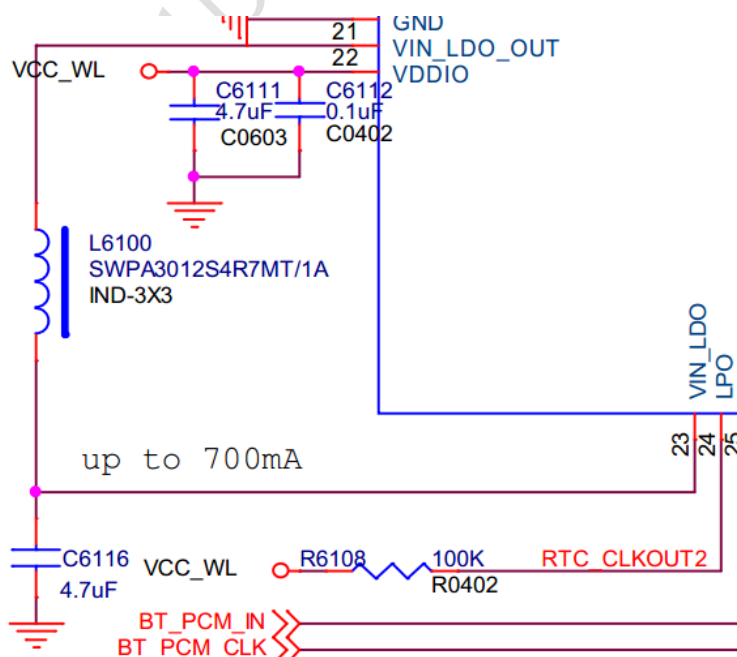 GND
21
VIN_LDO_OUT
22
VDDIO
VCC_WL
C6111
4.7uF
C0603
C6112
0.1uF
C0402
L6100
SWPA3012S4R7MT/1A
IND-3X3
VIN_LDO
LPO
23
24
25
up to 700mA
C6116
4.7uF
VCC_WL
R6108
100K
R0402
RTC_CLKOUT2
BT_PCM_IN
BT_PCM_CLK